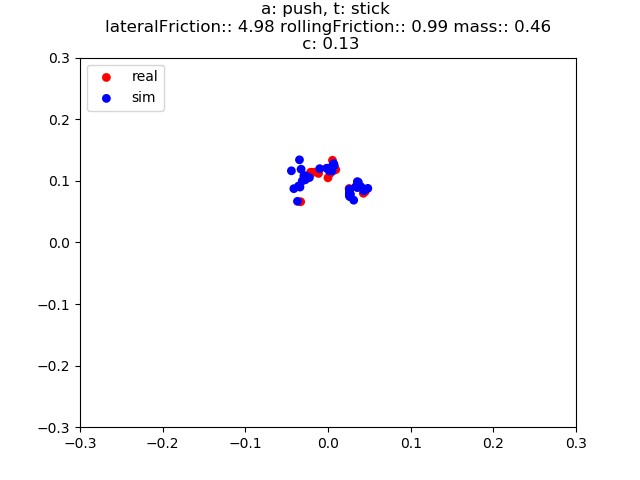 a: push, t: stick
lateralFriction:: 4.98 rollingFriction:: 0.99 mass:: 0.46
c: 0.13
real
sim
0.3
0.2
0.1
0.0
−0.1
−0.2
−0.3
−0.3
−0.2
−0.1
0.0
0.1
0.2
0.3